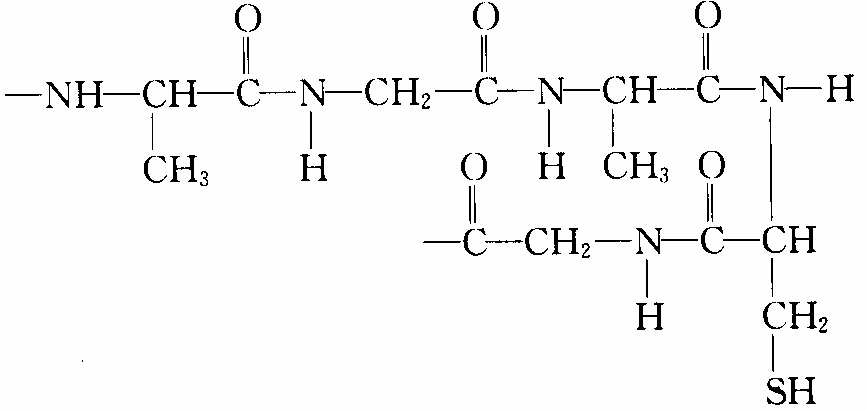 O O O
—NH—CH—C—N—CH₂—C—N—CH—C—N—H
CH₃ H H CH₃
O O
—C—CH₂—N—C—CH
H CH₂
SH